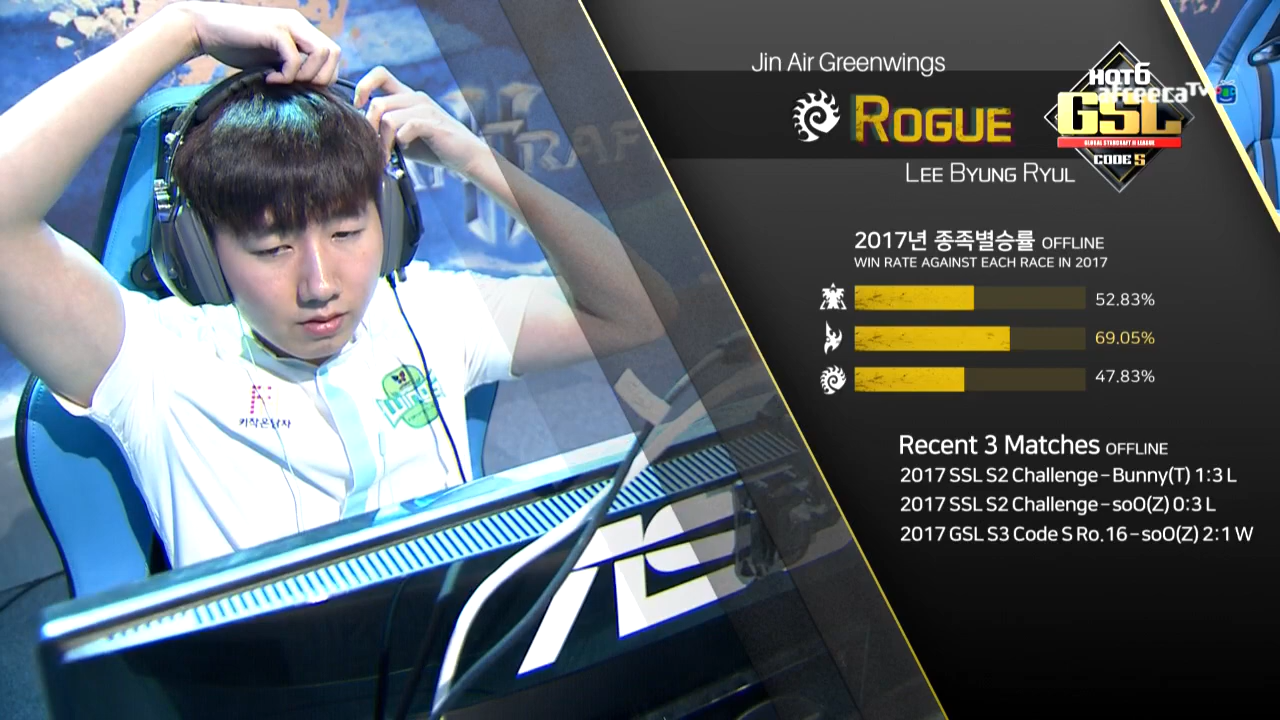 Jin Air Greenwings
ROGUE
LEE BYUNG RYUL
HOT6
afreecaTV
GSL
GLOBAL STARCRAFT II LEAGUE
CODE S
2017년 종족별승률 OFFLINE
WIN RATE AGAINST EACH RACE IN 2017
52.83%
69.05%
47.83%
Recent 3 Matches OFFLINE
2017 SSL S2 Challenge – Bunny(T) 1:3 L
2017 SSL S2 Challenge – soO(Z) 0:3 L
2017 GSL S3 Code S Ro.16 – soO(Z) 2:1 W